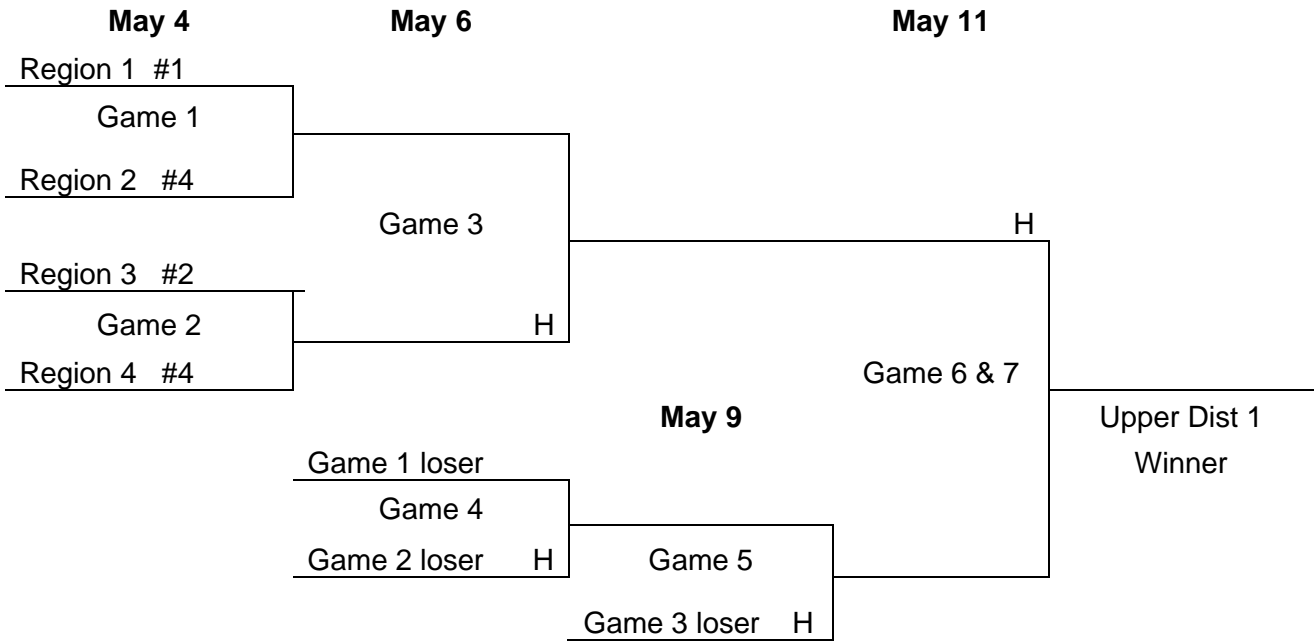 May 4 May 6 May 11
Region 1 #1
Game 1
Region 2 #4
Game 3 H
Region 3 #2
Game 2 H
Region 4 #4 Game 6 & 7
May 9 Upper Dist 1
Game 1 loser Winner
Game 4
Game 2 loser H Game 5
Game 3 loser H